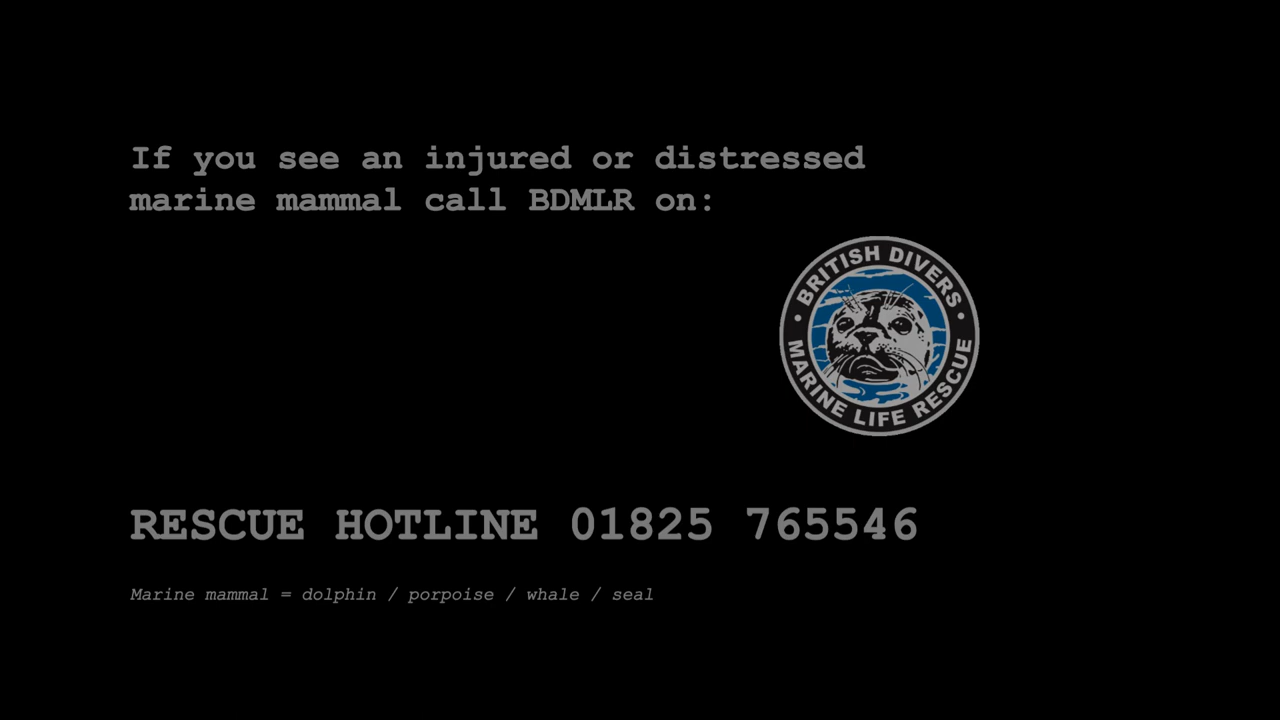 If you see an injured or distressed
marine mammal call BDMLR on:
BRITISH DIVERS
MARINE LIFE RESCUE
RESCUE HOTLINE 01825 765546
Marine mammal = dolphin / porpoise / whale / seal